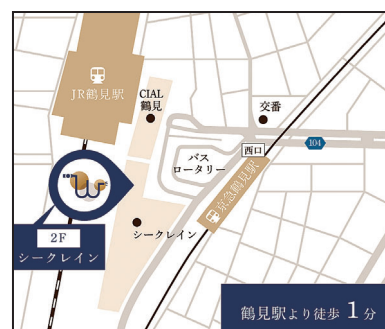 JR鶴見駅
CIAL
鶴見
交番
104
バス
ロータリー
西口
京急鶴見駅
シークレイン
2F
シークレイン
鶴見駅より徒歩1分